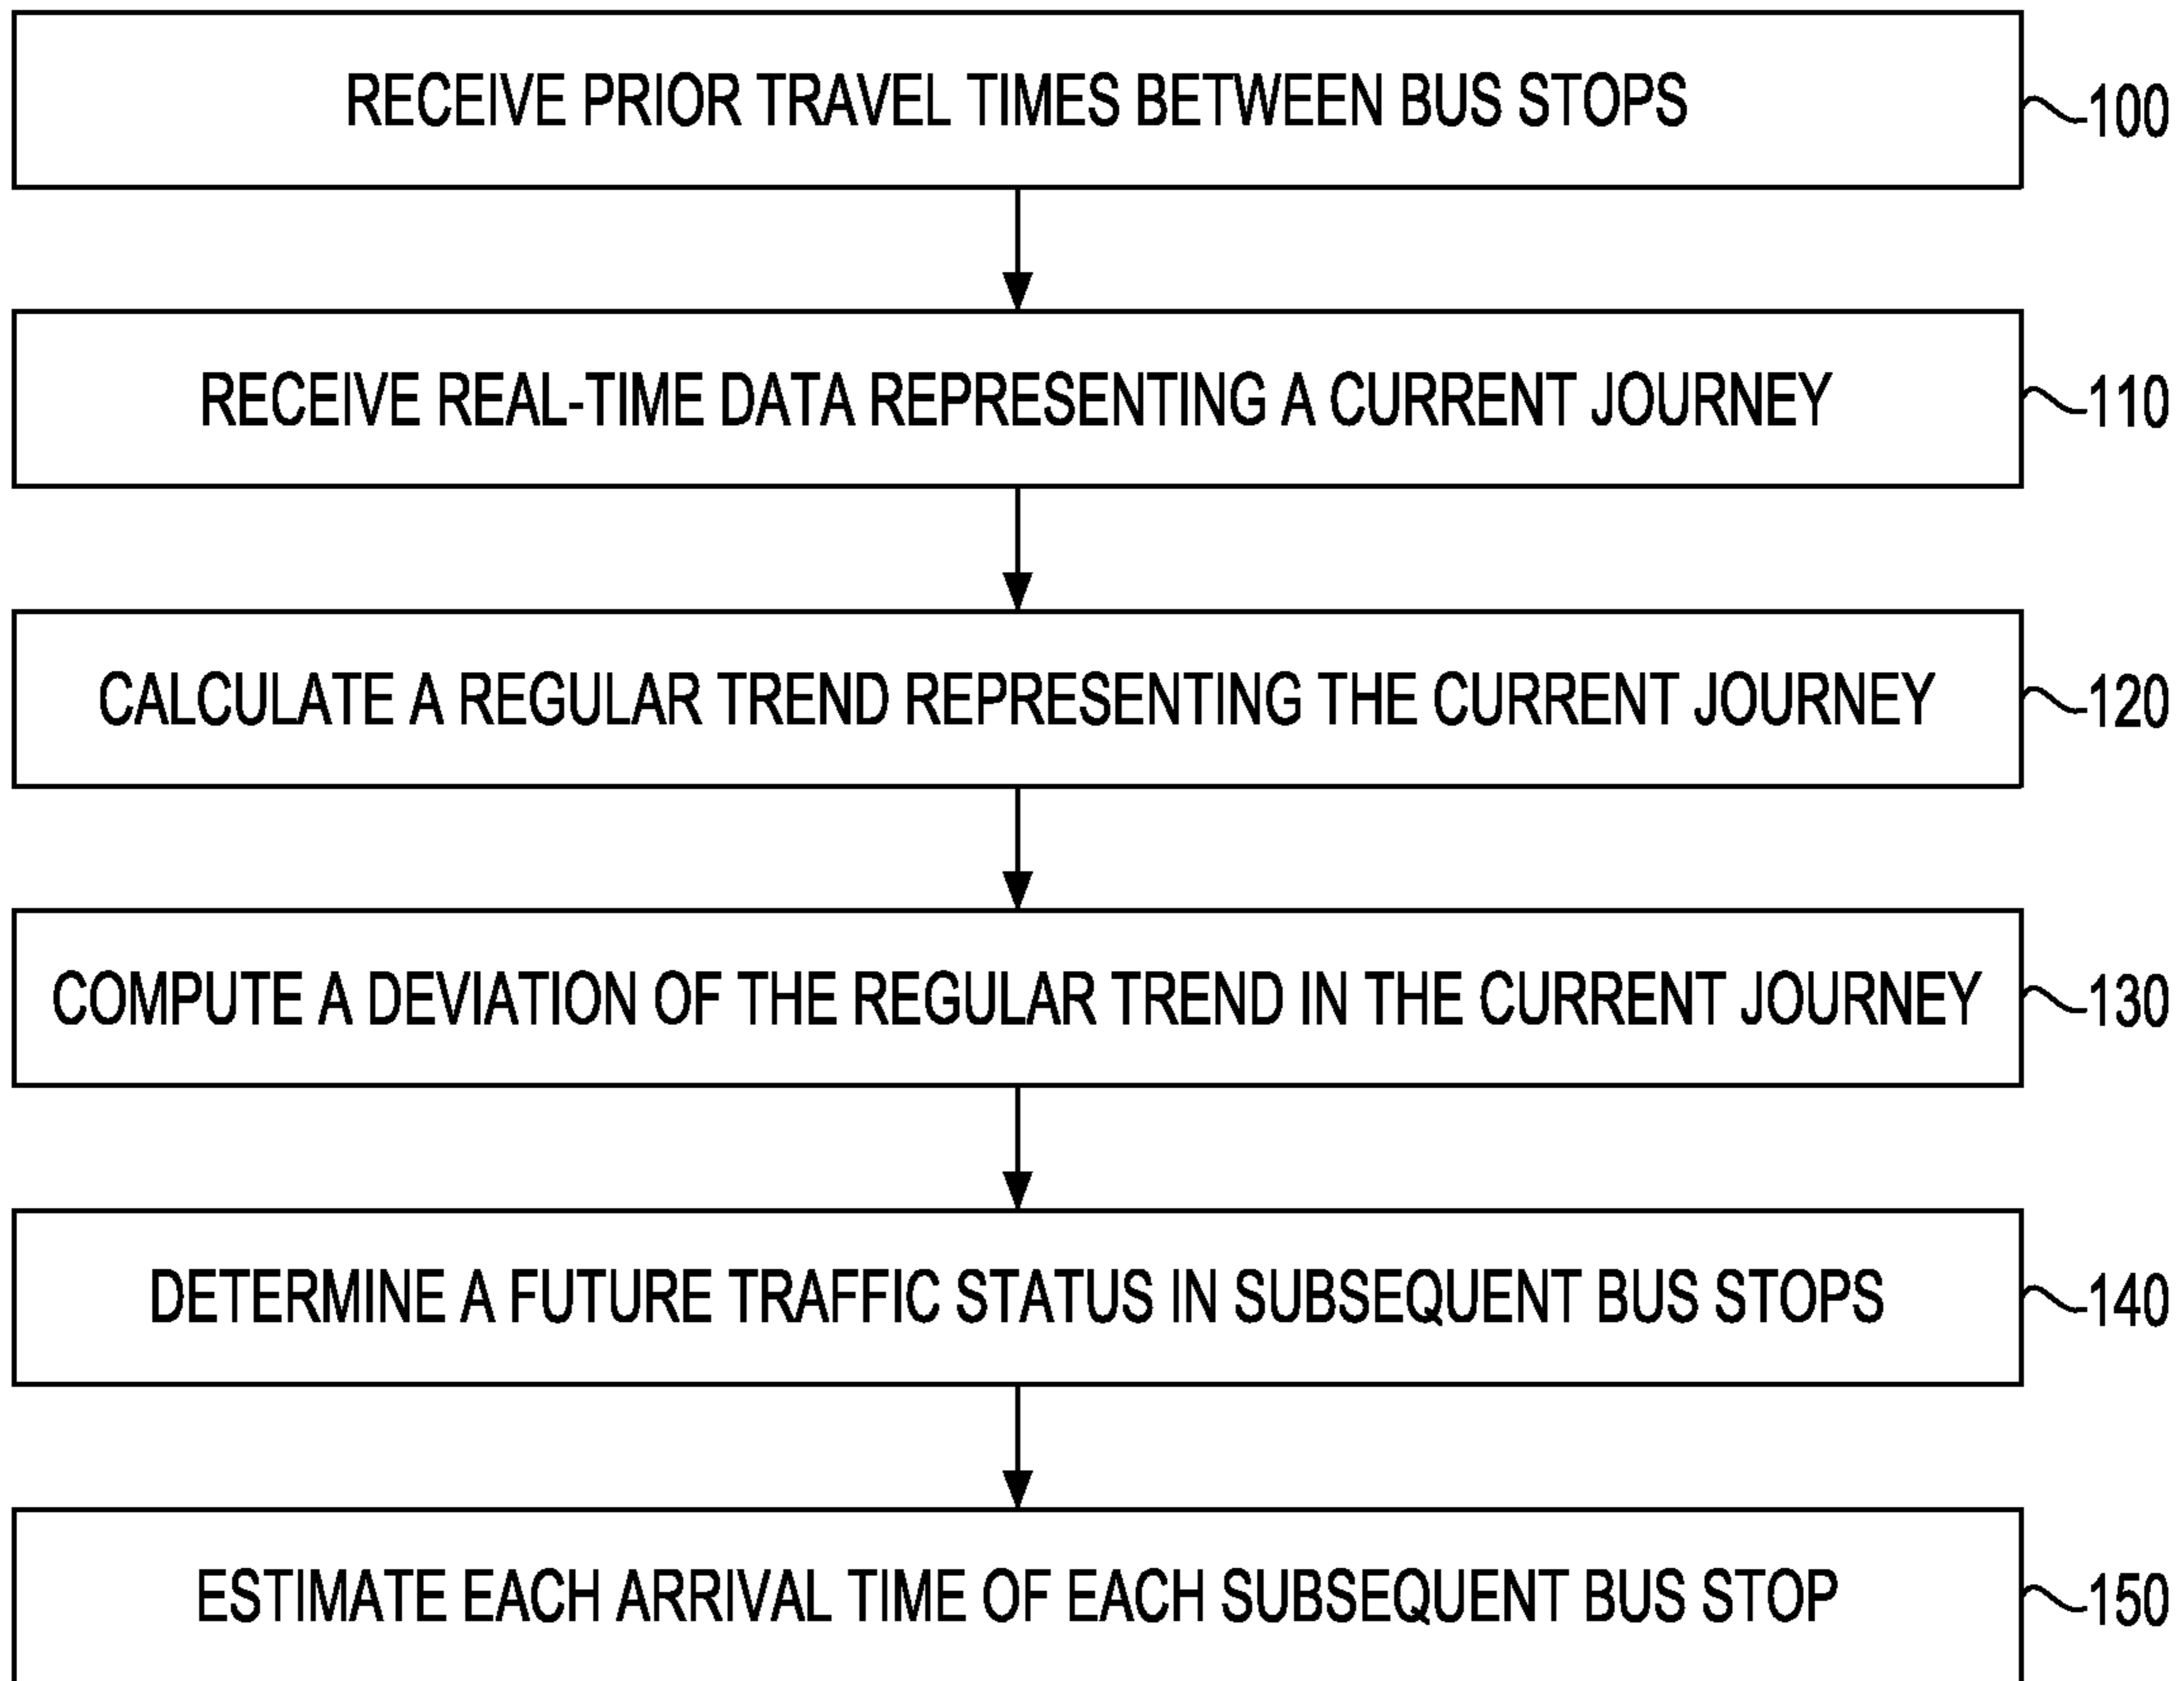 RECEIVE PRIOR TRAVEL TIMES BETWEEN BUS STOPS
100
RECEIVE REAL-TIME DATA REPRESENTING A CURRENT JOURNEY
110
CALCULATE A REGULAR TREND REPRESENTING THE CURRENT JOURNEY
120
COMPUTE A DEVIATION OF THE REGULAR TREND IN THE CURRENT JOURNEY
130
DETERMINE A FUTURE TRAFFIC STATUS IN SUBSEQUENT BUS STOPS
140
ESTIMATE EACH ARRIVAL TIME OF EACH SUBSEQUENT BUS STOP
150